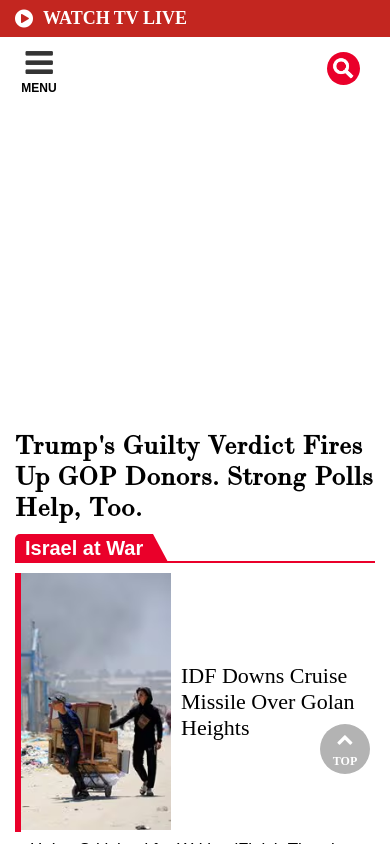 WATCH TV LIVE
MENU
Trump's Guilty Verdict Fires
Up GOP Donors. Strong Polls
Help, Too.
Israel at War
IDF Downs Cruise
Missile Over Golan
Heights
TOP